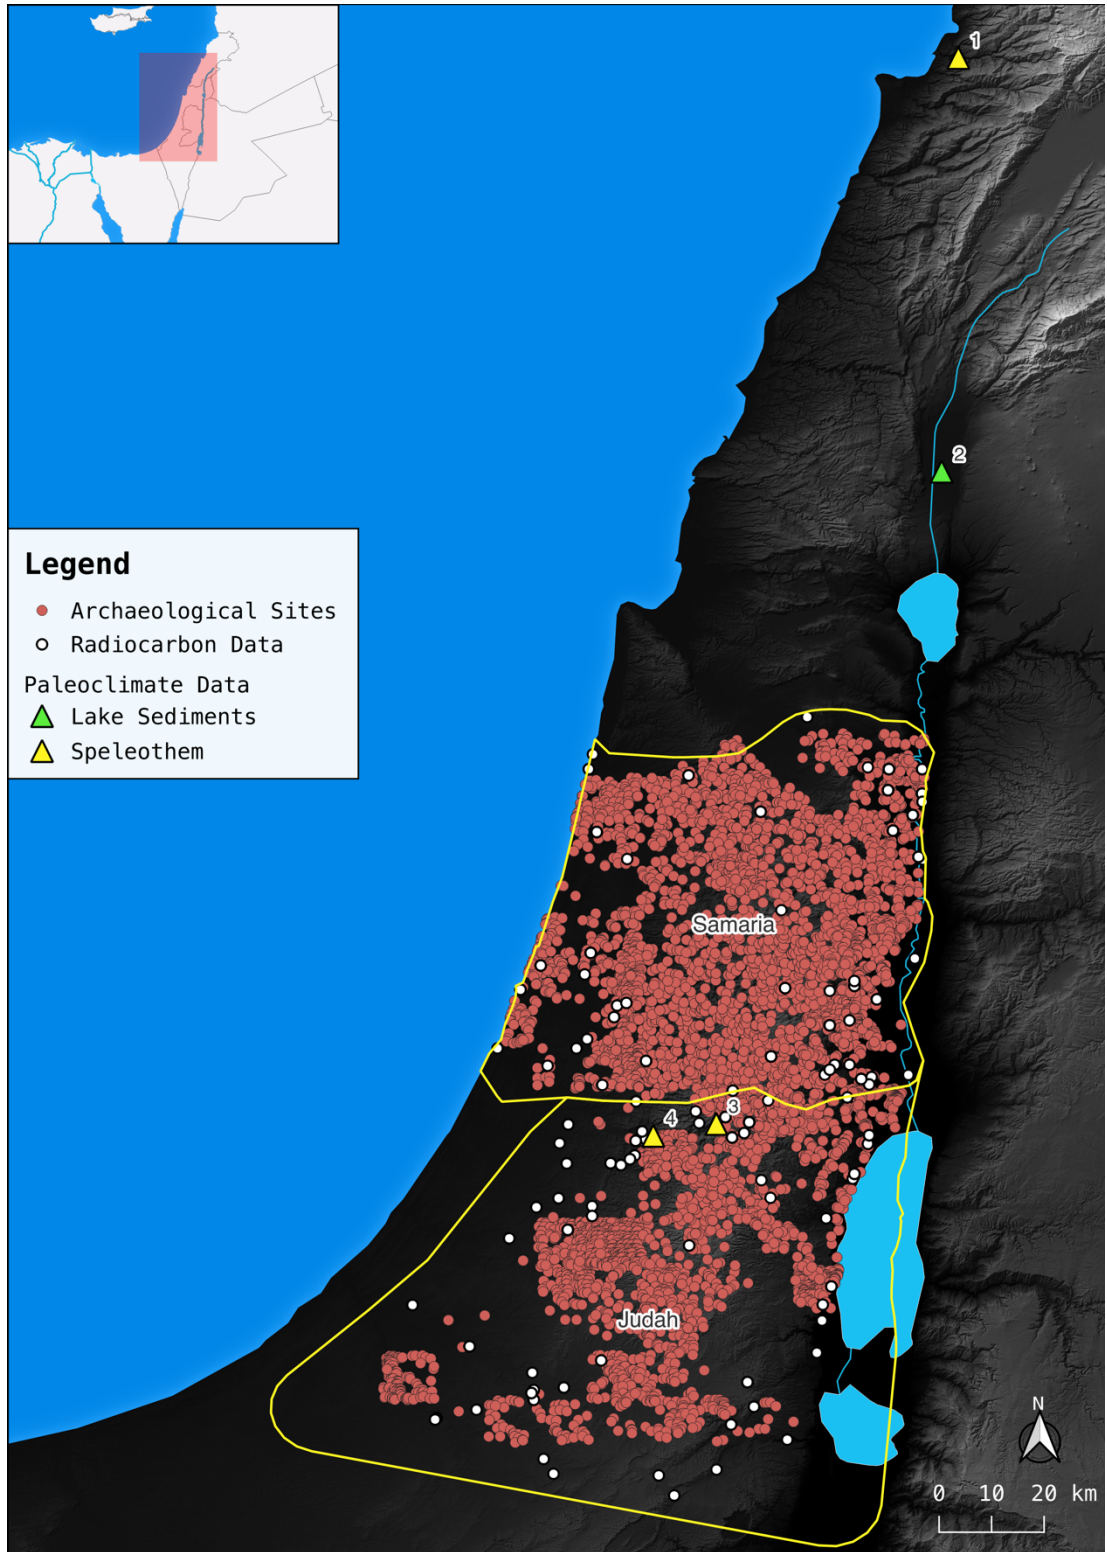 1
2
Legend
Archaeological Sites
Radiocarbon Data
Paleoclimate Data
Lake Sediments
Speleothem
Samaria
3
4
Judah
N
0 10 20 km